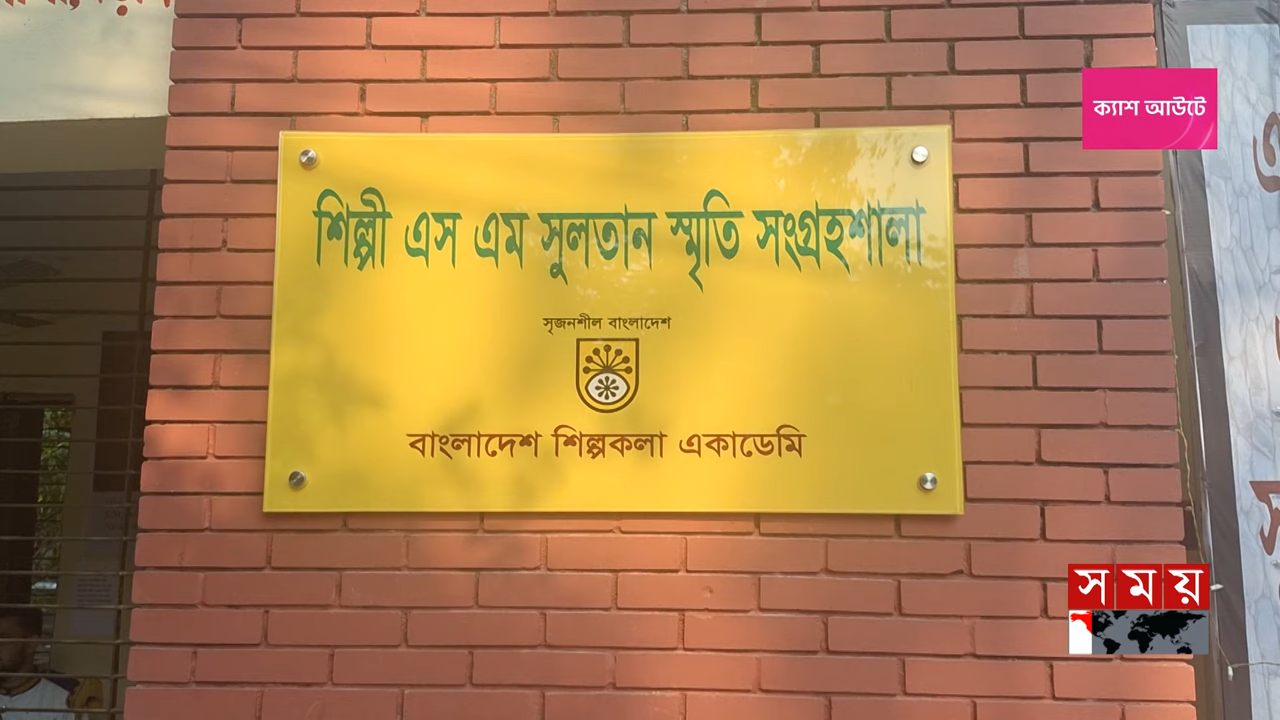 ক্যাশ আউটে
শিল্পী এস এম সুলতান স্মৃতি সংগ্রহশালা
সৃজনশীল বাংলাদেশ
বাংলাদেশ শিল্পকলা একাডেমি
সময়